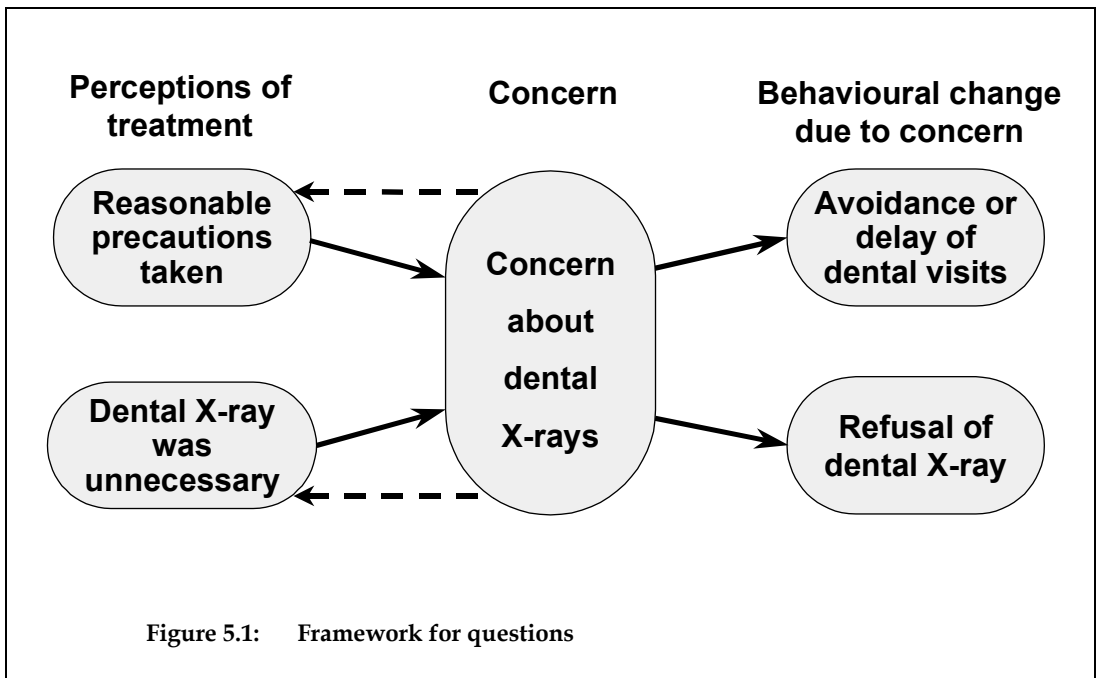 Perceptions of
treatment
Concern
Behavioural change
due to concern
Reasonable
precautions
taken
Dental X-ray
was
unnecessary
Concern
about
dental
X-rays
Avoidance or
delay of
dental visits
Refusal of
dental X-ray
Figure 5.1: Framework for questions